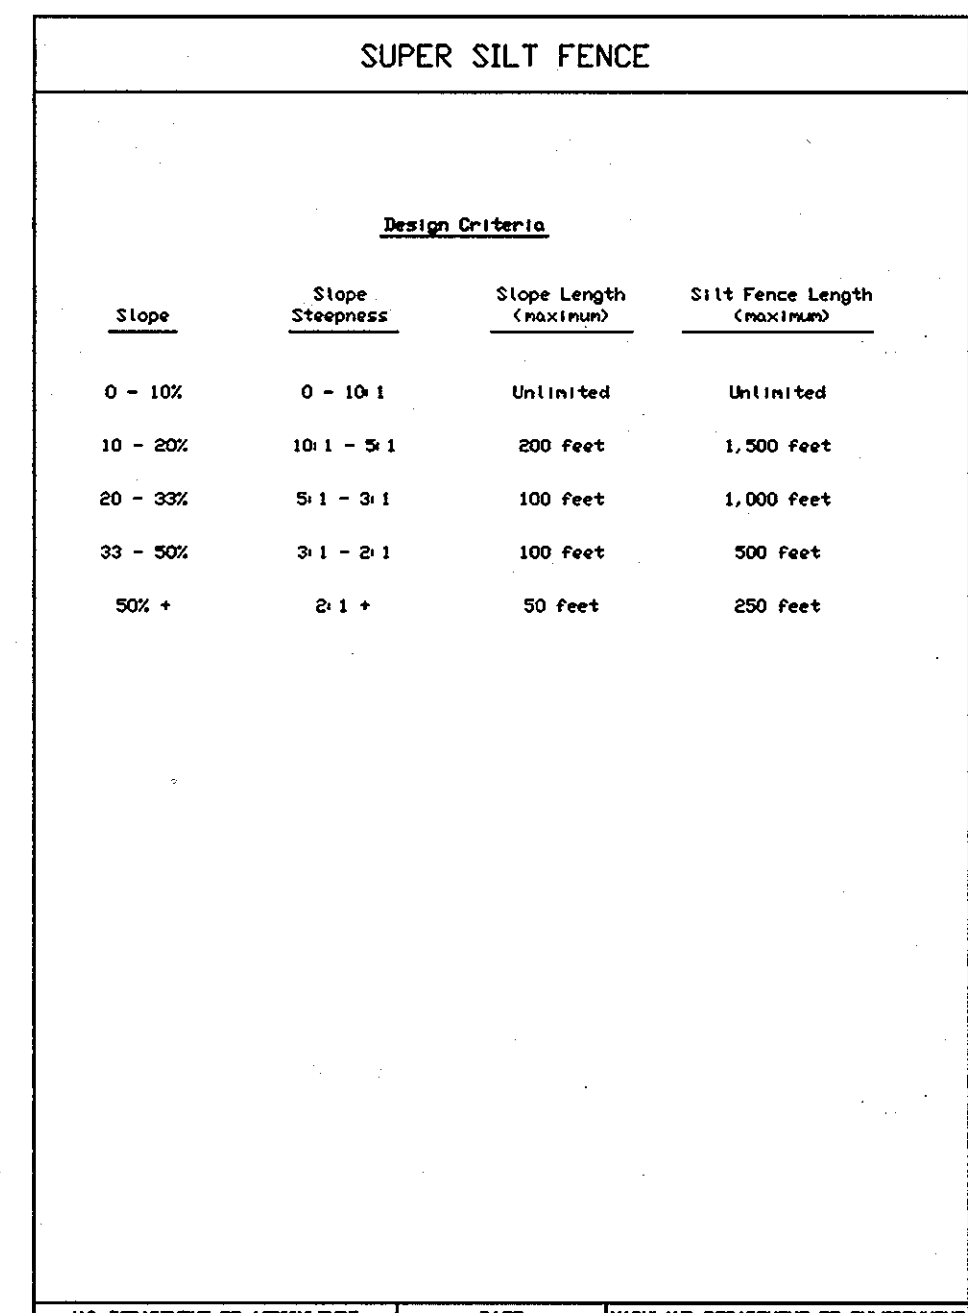 SUPER SILT FENCE
Design Criteria
Slope Slope Steepness Slope Length (maximum) Silt Fence Length (maximum)
0 - 10% 0 - 10:1 Unlimited Unlimited
10 - 20% 10:1 - 5:1 200 feet 1,500 feet
20 - 33% 5:1 - 3:1 100 feet 1,000 feet
33 - 50% 3:1 - 2:1 100 feet 500 feet
50% + 2:1 + 50 feet 250 feet